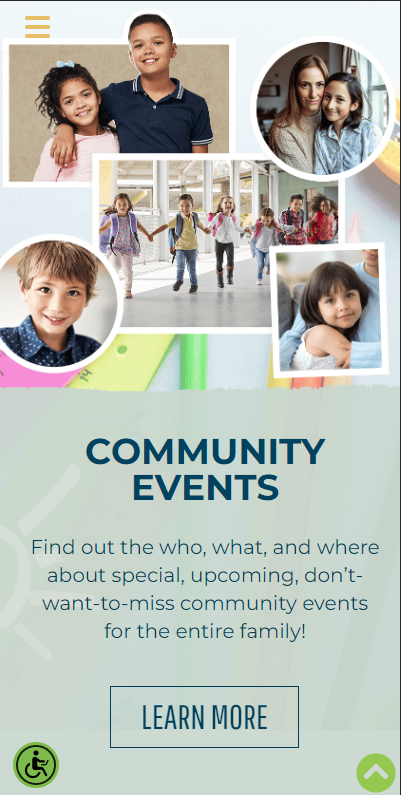 COMMUNITY
EVENTS
Find out the who, what, and where
about special, upcoming, don’t-
want-to-miss community events
for the entire family!
LEARN MORE